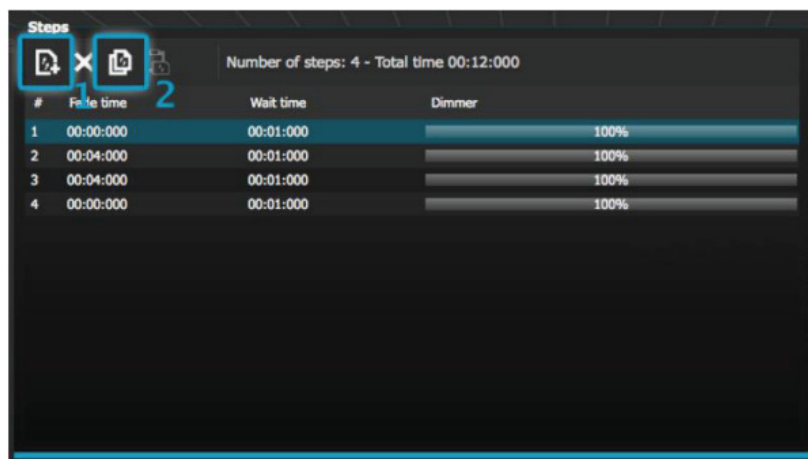 Steps
Number of steps: 4 - Total time 00:12:000
1 2
# Fade time Wait time Dimmer
1 00:00:000 00:01:000 100%
2 00:04:000 00:01:000 100%
3 00:04:000 00:01:000 100%
4 00:00:000 00:01:000 100%